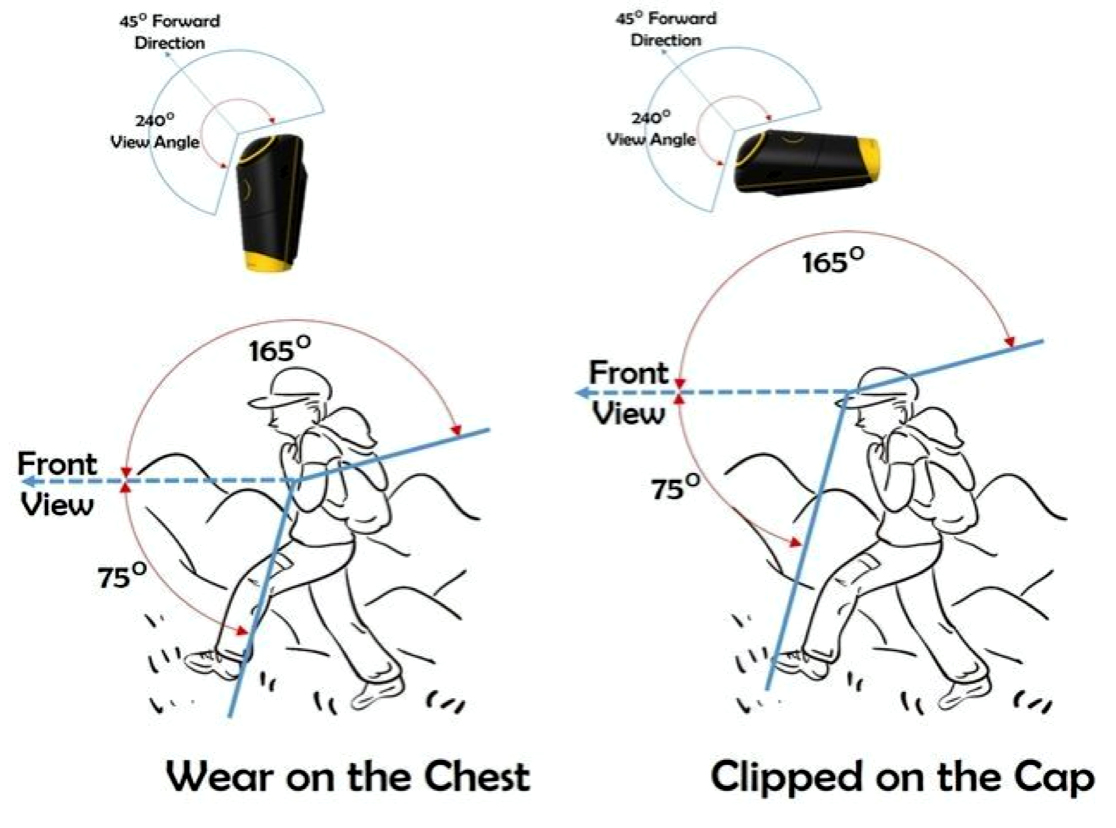 45° Forward
Direction
240°
View Angle
165°
Front
View
75°
Wear on the Chest
45° Forward
Direction
240°
View Angle
165°
Front
View
75°
Clipped on the Cap